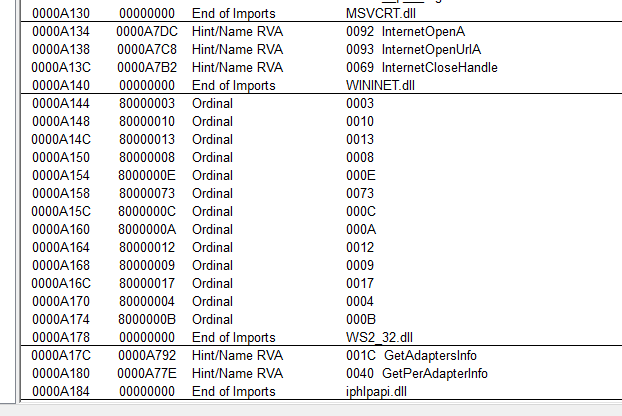 0000A130 00000000 End of Imports MSVCRT.dll
0000A134 0000A7DC Hint/Name RVA 0092 InternetOpenA
0000A138 0000A7C8 Hint/Name RVA 0093 InternetOpenUrlA
0000A13C 0000A7B2 Hint/Name RVA 0069 InternetCloseHandle
0000A140 00000000 End of Imports WININET.dll
0000A144 80000003 Ordinal 0003
0000A148 80000010 Ordinal 0010
0000A14C 80000013 Ordinal 0013
0000A150 80000008 Ordinal 0008
0000A154 8000000E Ordinal 000E
0000A158 80000073 Ordinal 0073
0000A15C 8000000C Ordinal 000C
0000A160 8000000A Ordinal 000A
0000A164 80000012 Ordinal 0012
0000A168 80000009 Ordinal 0009
0000A16C 80000017 Ordinal 0017
0000A170 80000004 Ordinal 0004
0000A174 8000000B Ordinal 000B
0000A178 00000000 End of Imports WS2_32.dll
0000A17C 0000A792 Hint/Name RVA 001C GetAdaptersInfo
0000A180 0000A77E Hint/Name RVA 0040 GetPerAdapterInfo
0000A184 00000000 End of Imports iphlpapi.dll